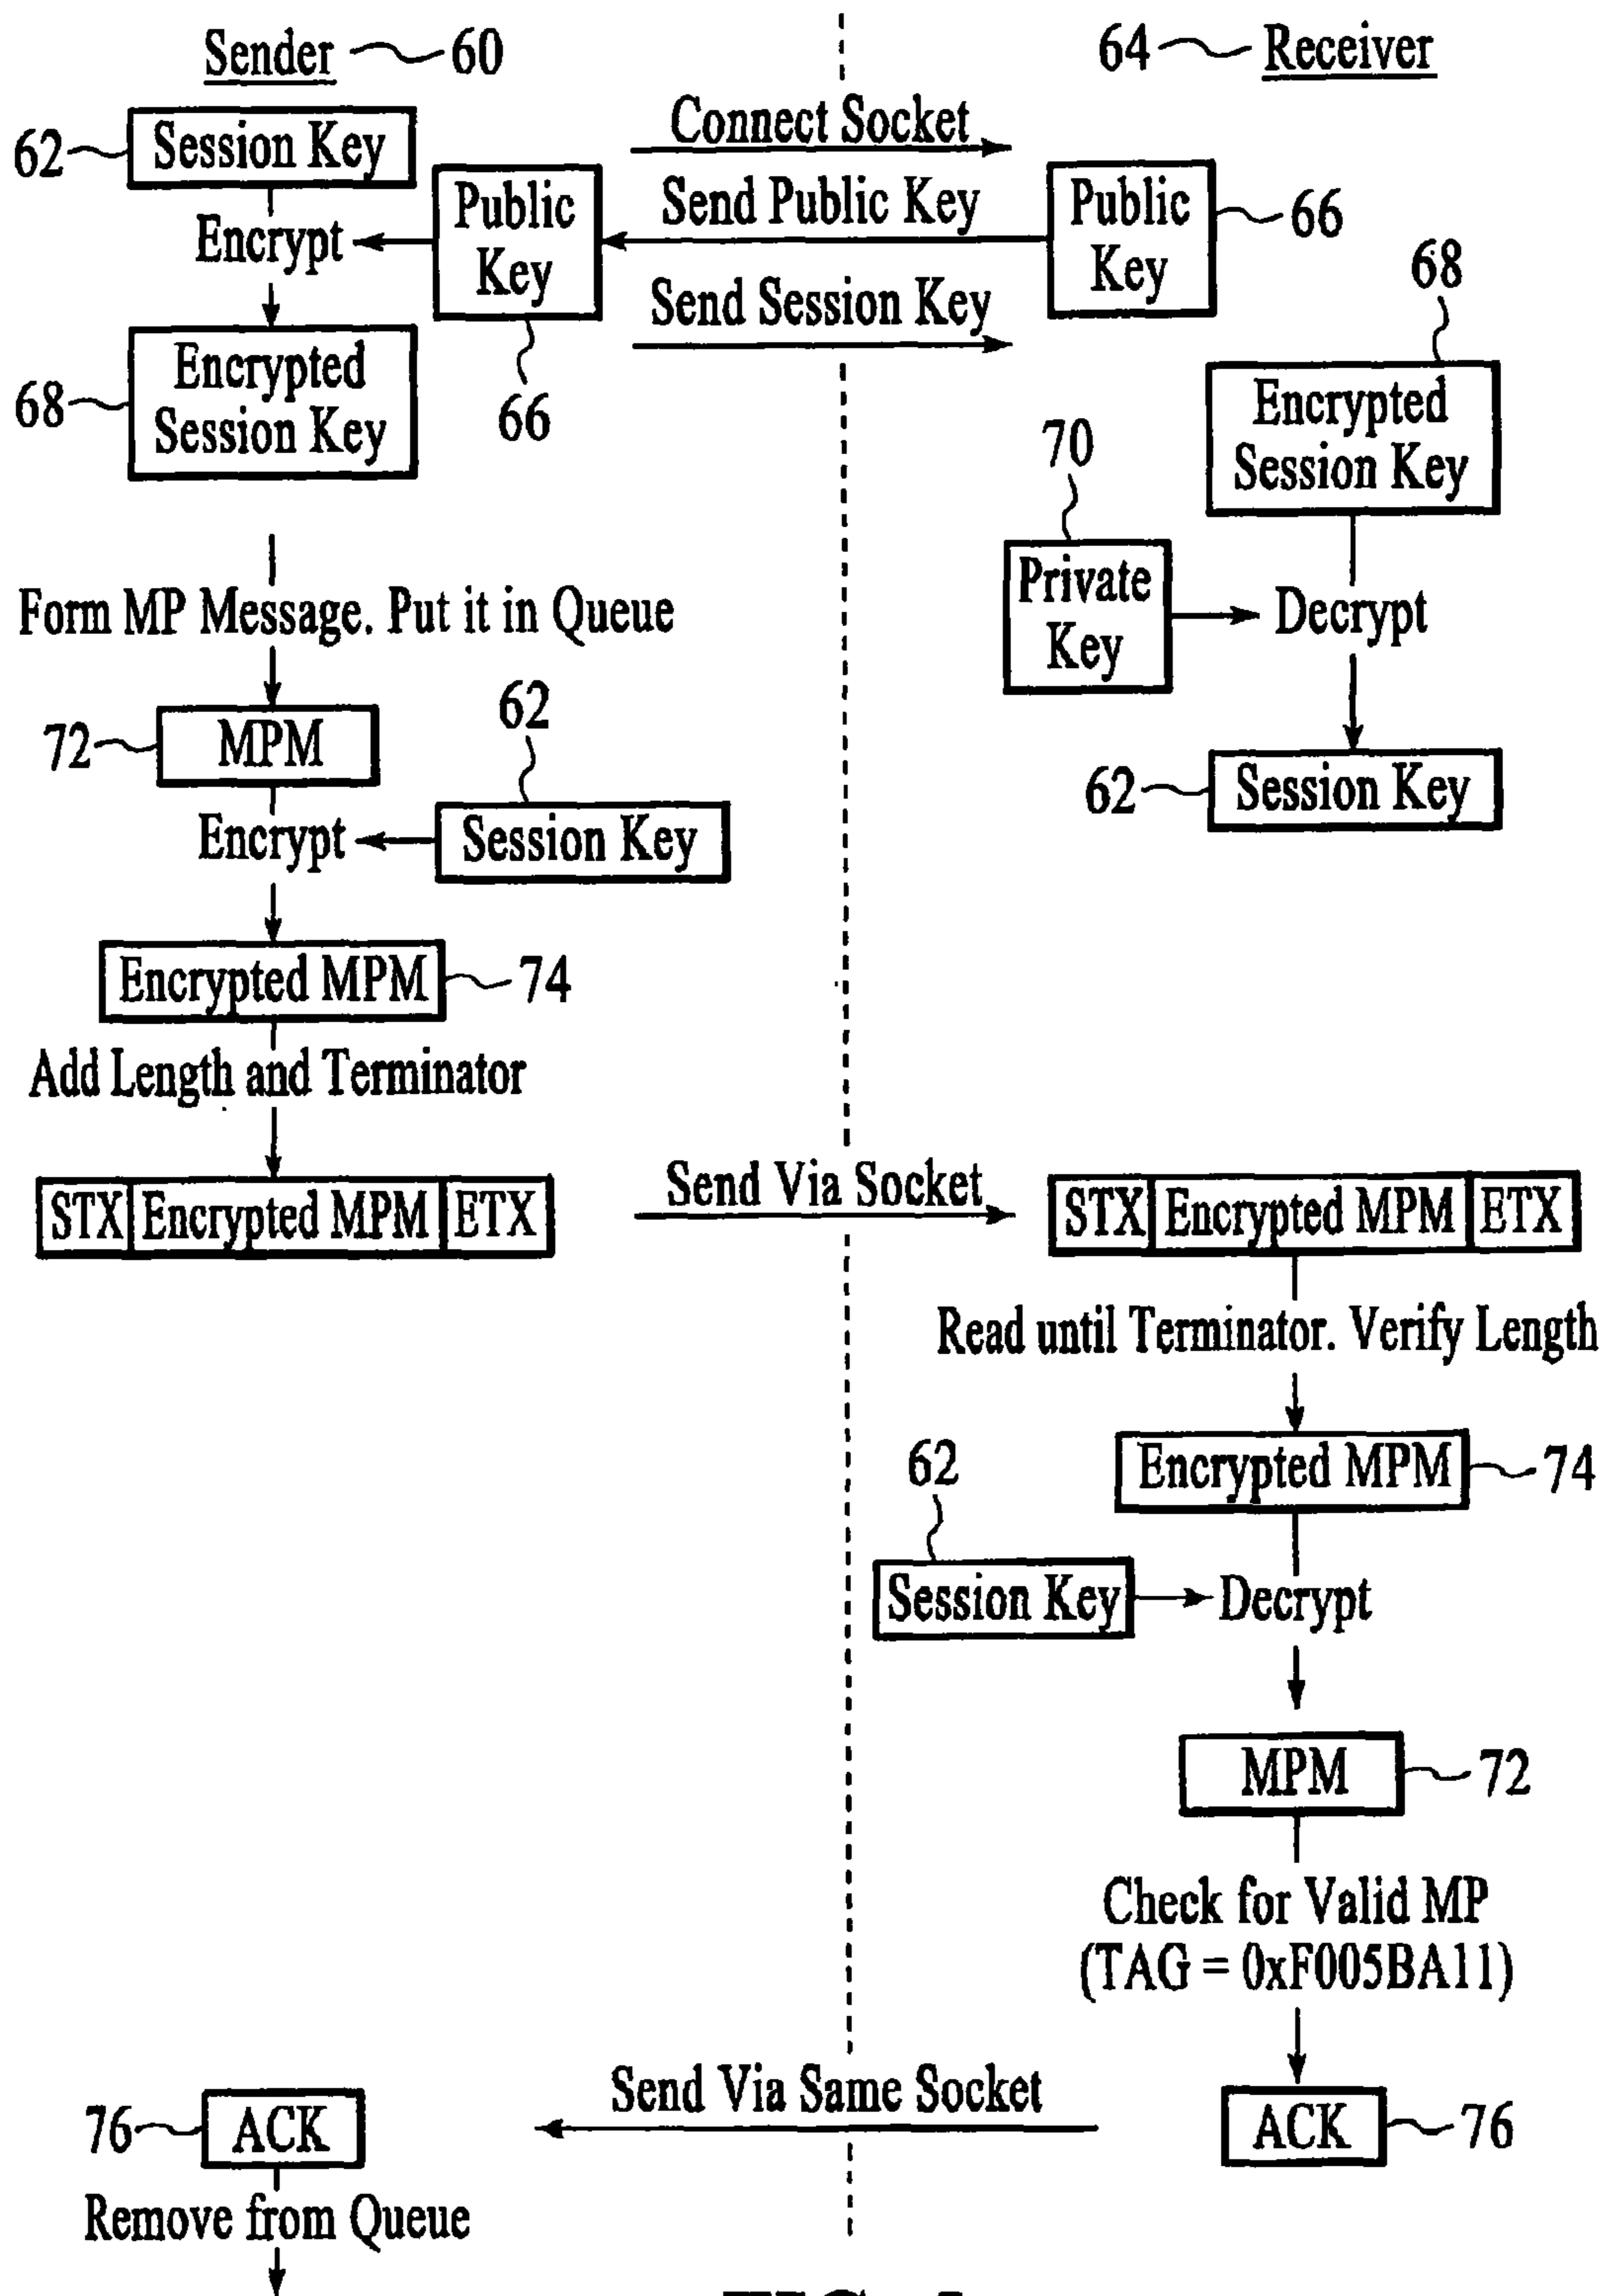 Sender 60
64 Receiver
Connect Socket
62 Session Key
Public
Key
Send Public Key
Public
Key
66
Encrypt
68
Send Session Key
Encrypted
Session Key
68
66
Encrypted
Session Key
70
Private
Key
Decrypt
Form MP Message. Put it in Queue
62
72 MPM
62 Session Key
Encrypt
Session Key
Encrypted MPM 74
Add Length and Terminator
STX Encrypted MPM ETX
Send Via Socket
STX Encrypted MPM ETX
Read until Terminator. Verify Length
Encrypted MPM 74
62
Session Key
Decrypt
MPM 72
Check for Valid MP
(TAG = 0xF005BA11)
Send Via Same Socket
76 ACK
ACK 76
Remove from Queue